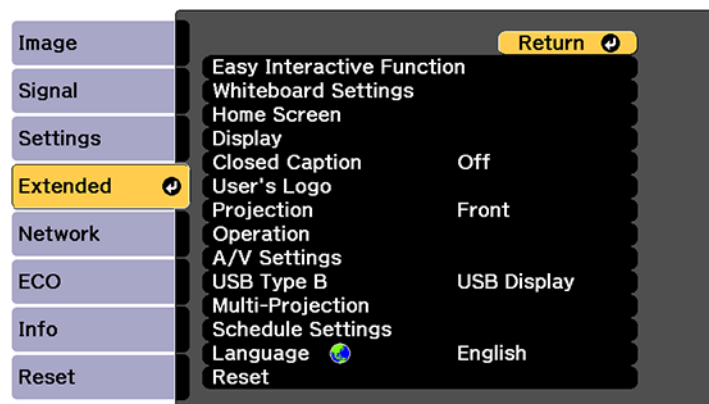 Image
Signal
Settings
Extended
Network
ECO
Info
Reset
Return
Easy Interactive Function
Whiteboard Settings
Home Screen
Display
Closed Caption Off
User's Logo
Projection Front
Operation
A/V Settings
USB Type B USB Display
Multi-Projection
Schedule Settings
Language English
Reset